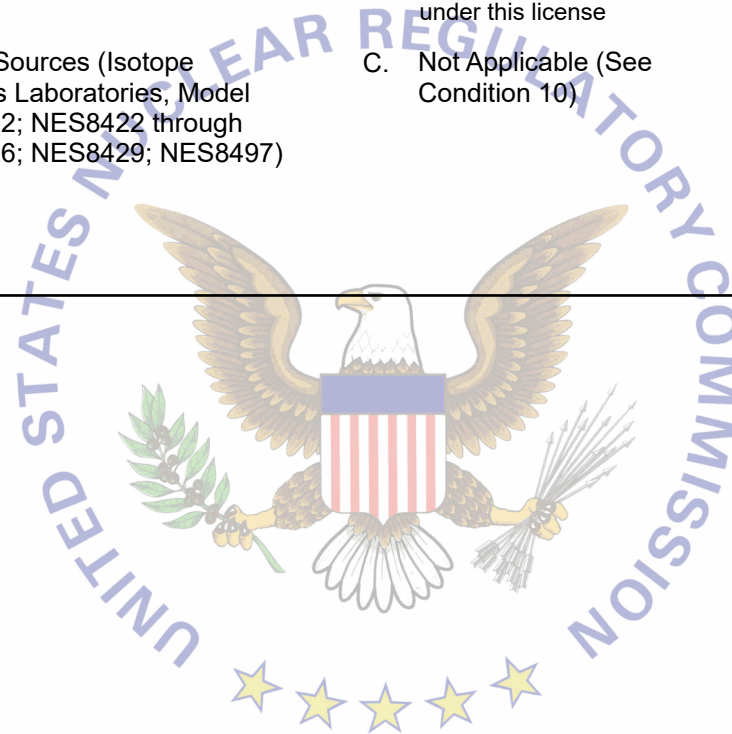 under this license
Sources (Isotope
s Laboratories, Model
2; NES8422 through
6; NES8429; NES8497)
C. Not Applicable (See
Condition 10)
UNITED STATES NUCLEAR REGULATORY COMMISSION